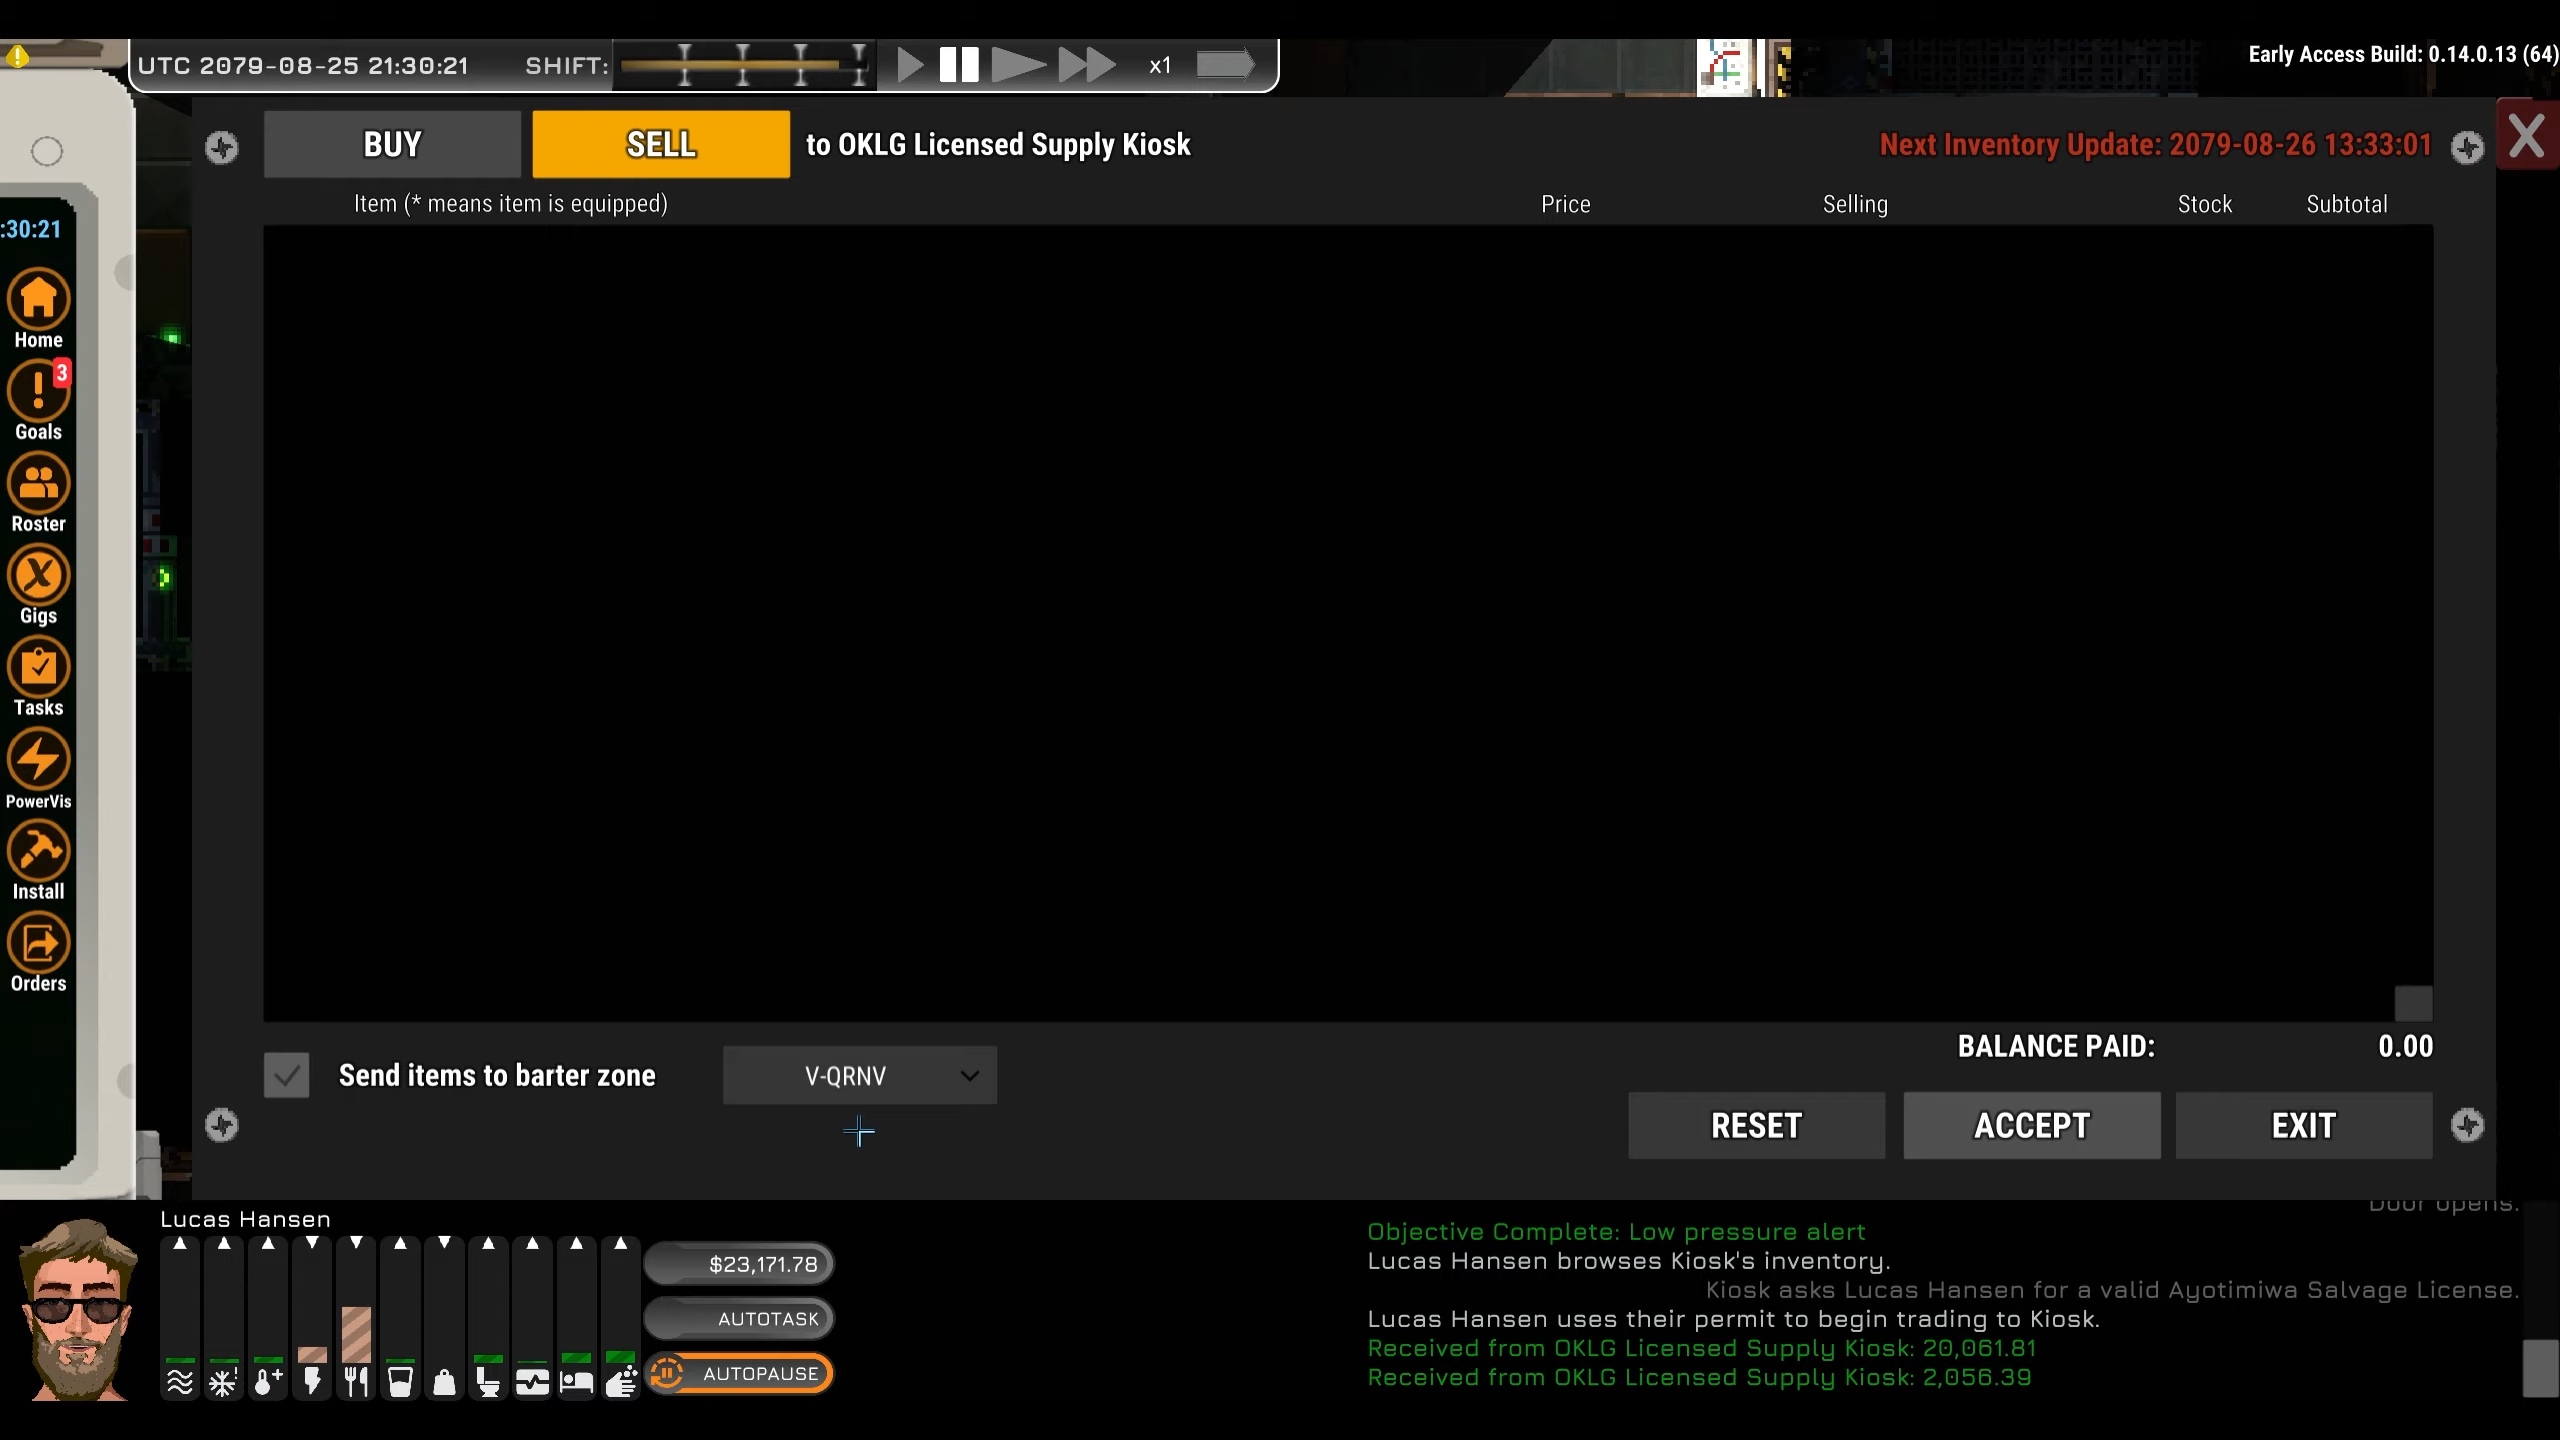 UTC 2079-08-25 21:30:21
SHIFT:
x1
Early Access Build: 0.14.0.13 (64)
BUY
SELL
to OKLG Licensed Supply Kiosk
Next Inventory Update: 2079-08-26 13:33:01
X
Item (* means item is equipped)
Price
Selling
Stock
Subtotal
:30:21
Home
3
Goals
Roster
Gigs
Tasks
PowerVis
Install
Orders
BALANCE PAID:
0.00
Send items to barter zone
V-QRNV
RESET
ACCEPT
EXIT
Lucas Hansen
$23,171.78
AUTOTASK
AUTOPAUSE
Door opens.
Objective Complete: Low pressure alert
Lucas Hansen browses Kiosk's inventory.
Kiosk asks Lucas Hansen for a valid Ayotimiwa Salvage License.
Lucas Hansen uses their permit to begin trading to Kiosk.
Received from OKLG Licensed Supply Kiosk: 20,061.81
Received from OKLG Licensed Supply Kiosk: 2,056.39